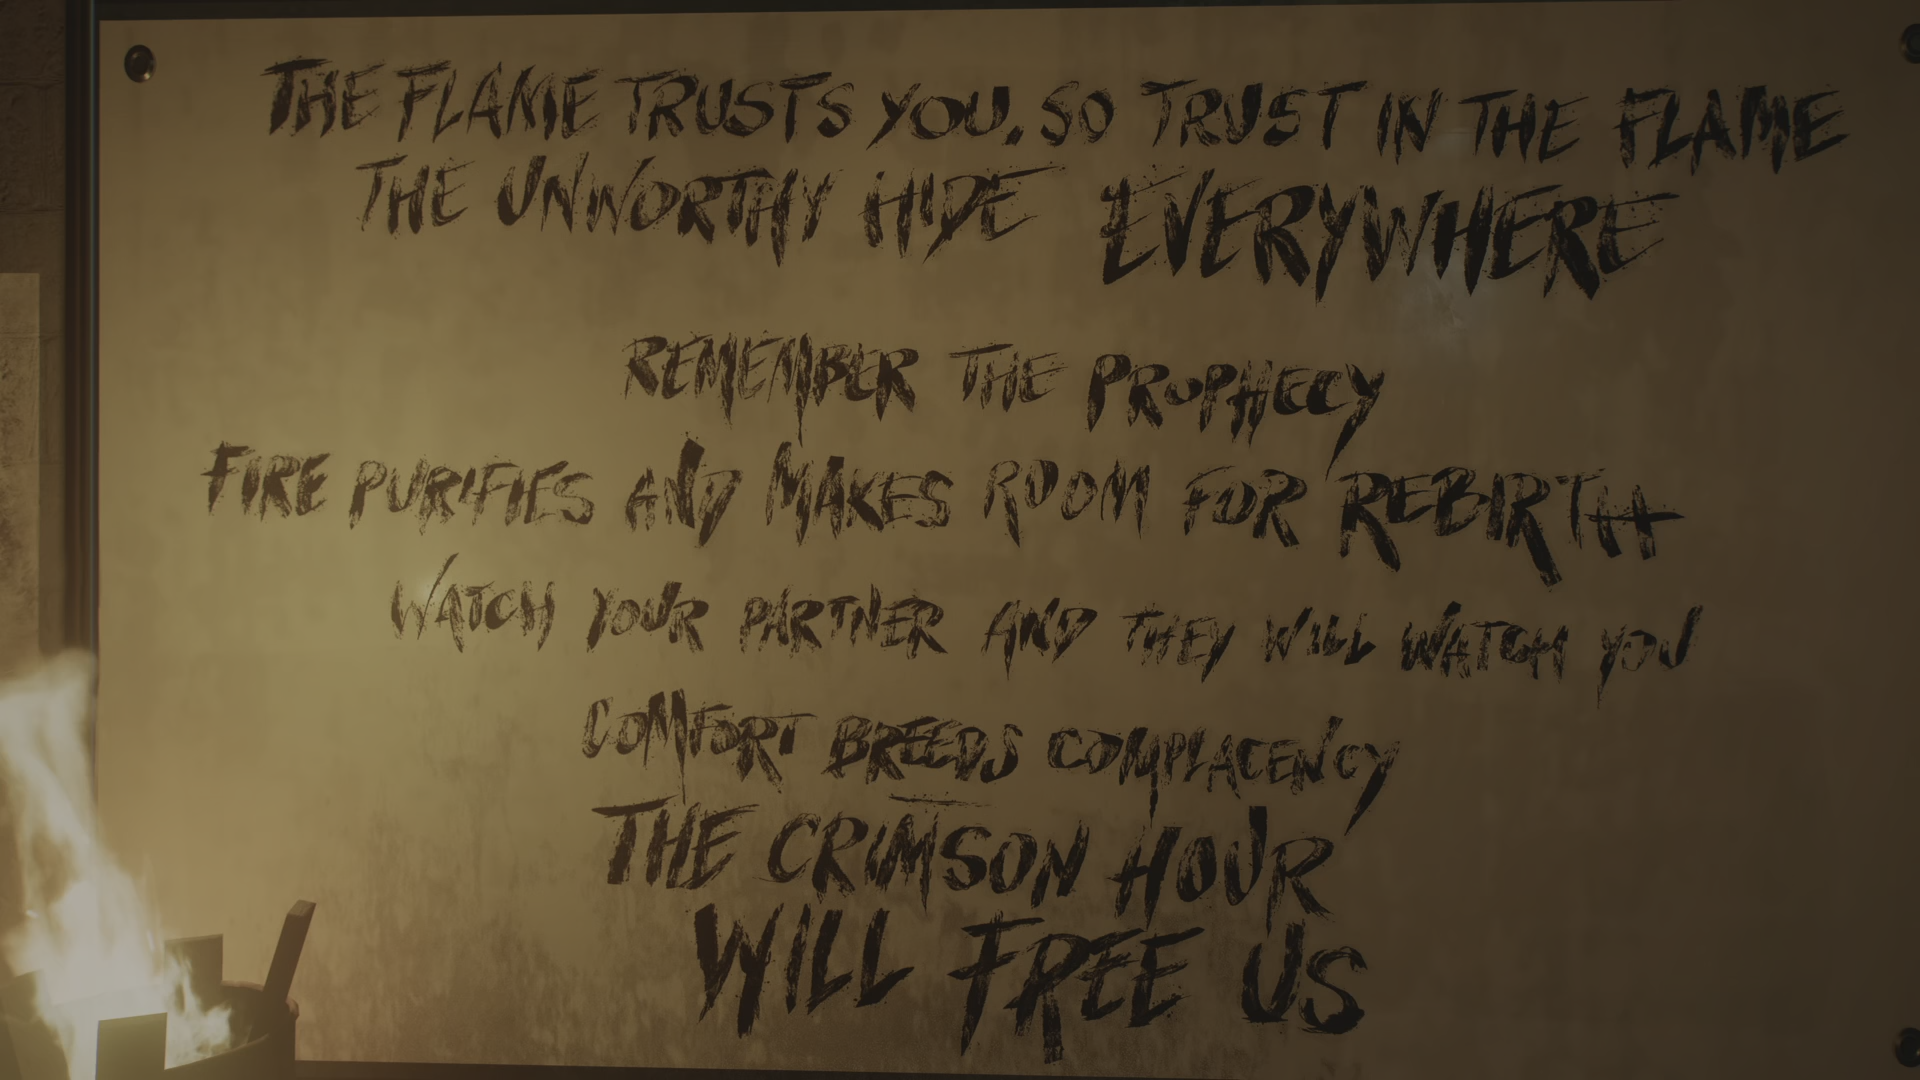 THE FLAME TRUSTS YOU. SO TRUST IN THE FLAME
THE UNWORTHY HIDE EVERYWHERE
REMEMBER THE PROPHECY
FIRE PURIFIES AND MAKES ROOM FOR REBIRTH
WATCH YOUR PARTNER AND THEY WILL WATCH YOU
COMFORT BREEDS COMPLACENCY
THE CRIMSON HOUR
WILL FREE US